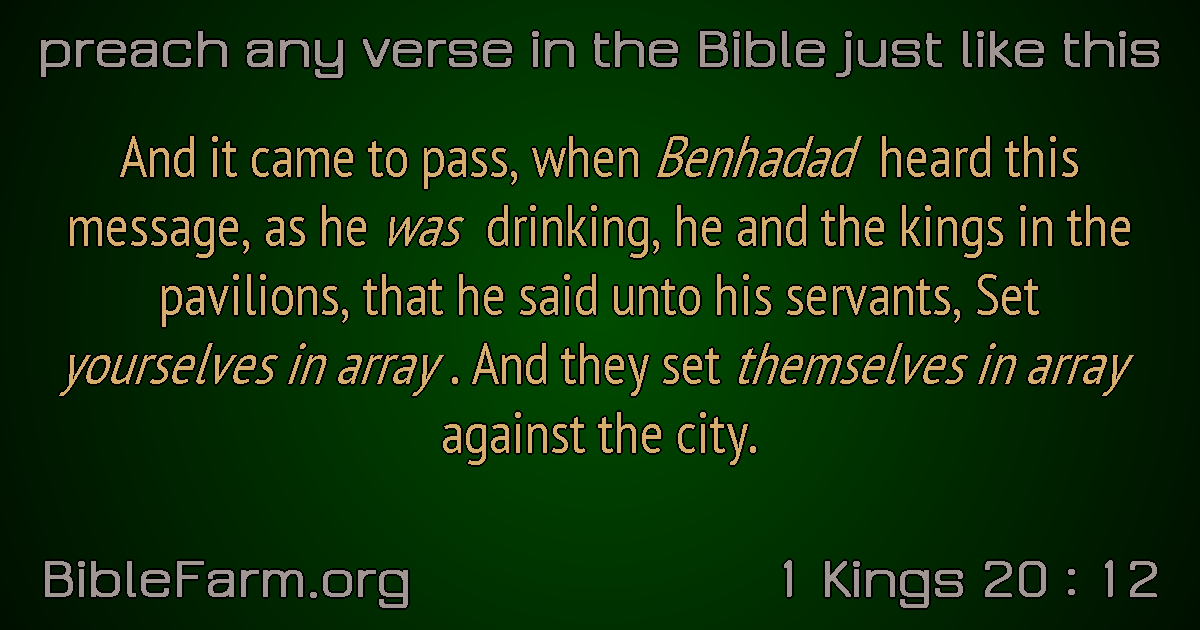 preach any verse in the Bible just like this
And it came to pass, when Benhadad heard this
message, as he was drinking, he and the kings in the
pavilions, that he said unto his servants, Set
yourselves in array . And they set themselves in array
against the city.
BibleFarm.org
1 Kings 20 : 12